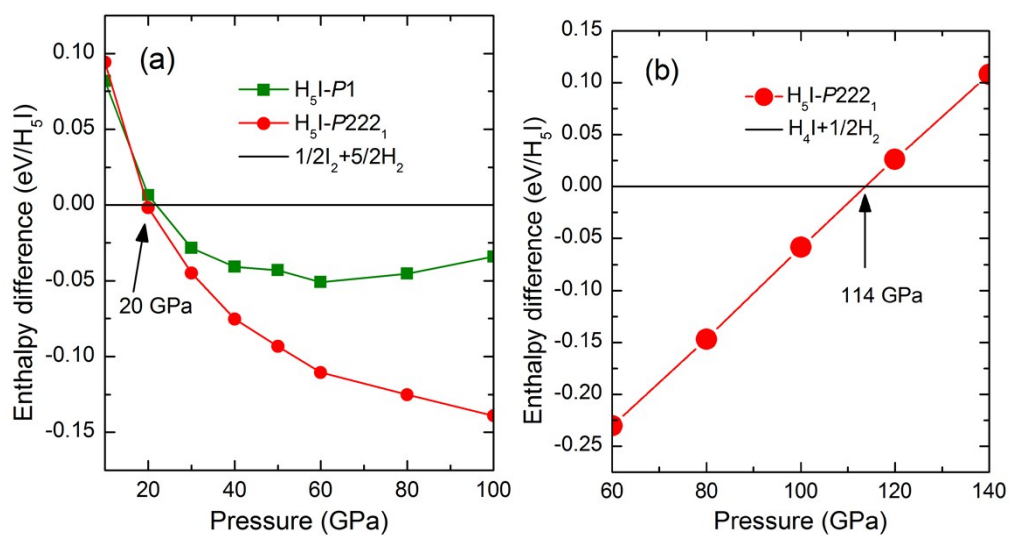 (a)
H₅I-P1
H₅I-P222₁
1/2I₂+5/2H₂
20 GPa
0.10
0.05
0.00
-0.05
-0.10
-0.15
20 40 60 80 100
Enthalpy difference (eV/H₅I)
Pressure (GPa)
(b)
H₅I-P222₁
H₄I+1/2H₂
114 GPa
0.10
0.05
0.00
-0.05
-0.10
-0.15
-0.20
-0.25
60 80 100 120 140
Enthalpy difference (eV/H₅I)
Pressure (GPa)